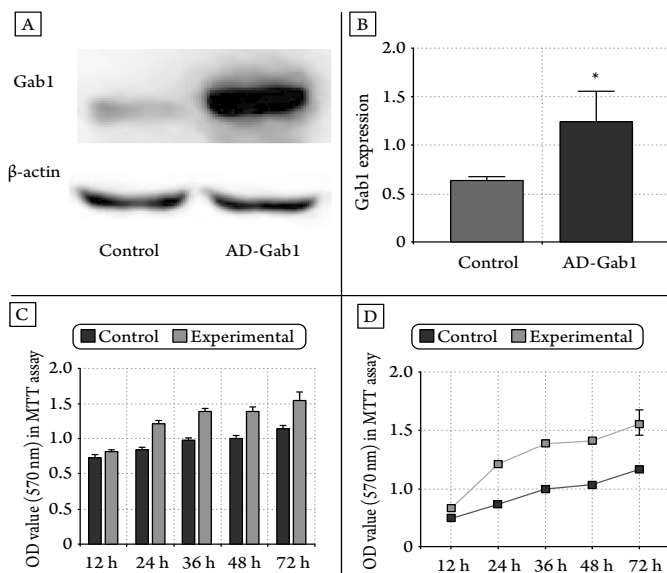 A
Gab1
β-actin
Control AD-Gab1
B
Gab1 expression
2.0
1.5
1.0
0.5
0
*
Control AD-Gab1
C
Control Experimental
OD value (570 nm) in MTT assay
2.0
1.5
1.0
0.5
0
12 h 24 h 36 h 48 h 72 h
D
Control Experimental
OD value (570 nm) in MTT assay
2.0
1.5
1.0
0
12 h 24 h 36 h 48 h 72 h